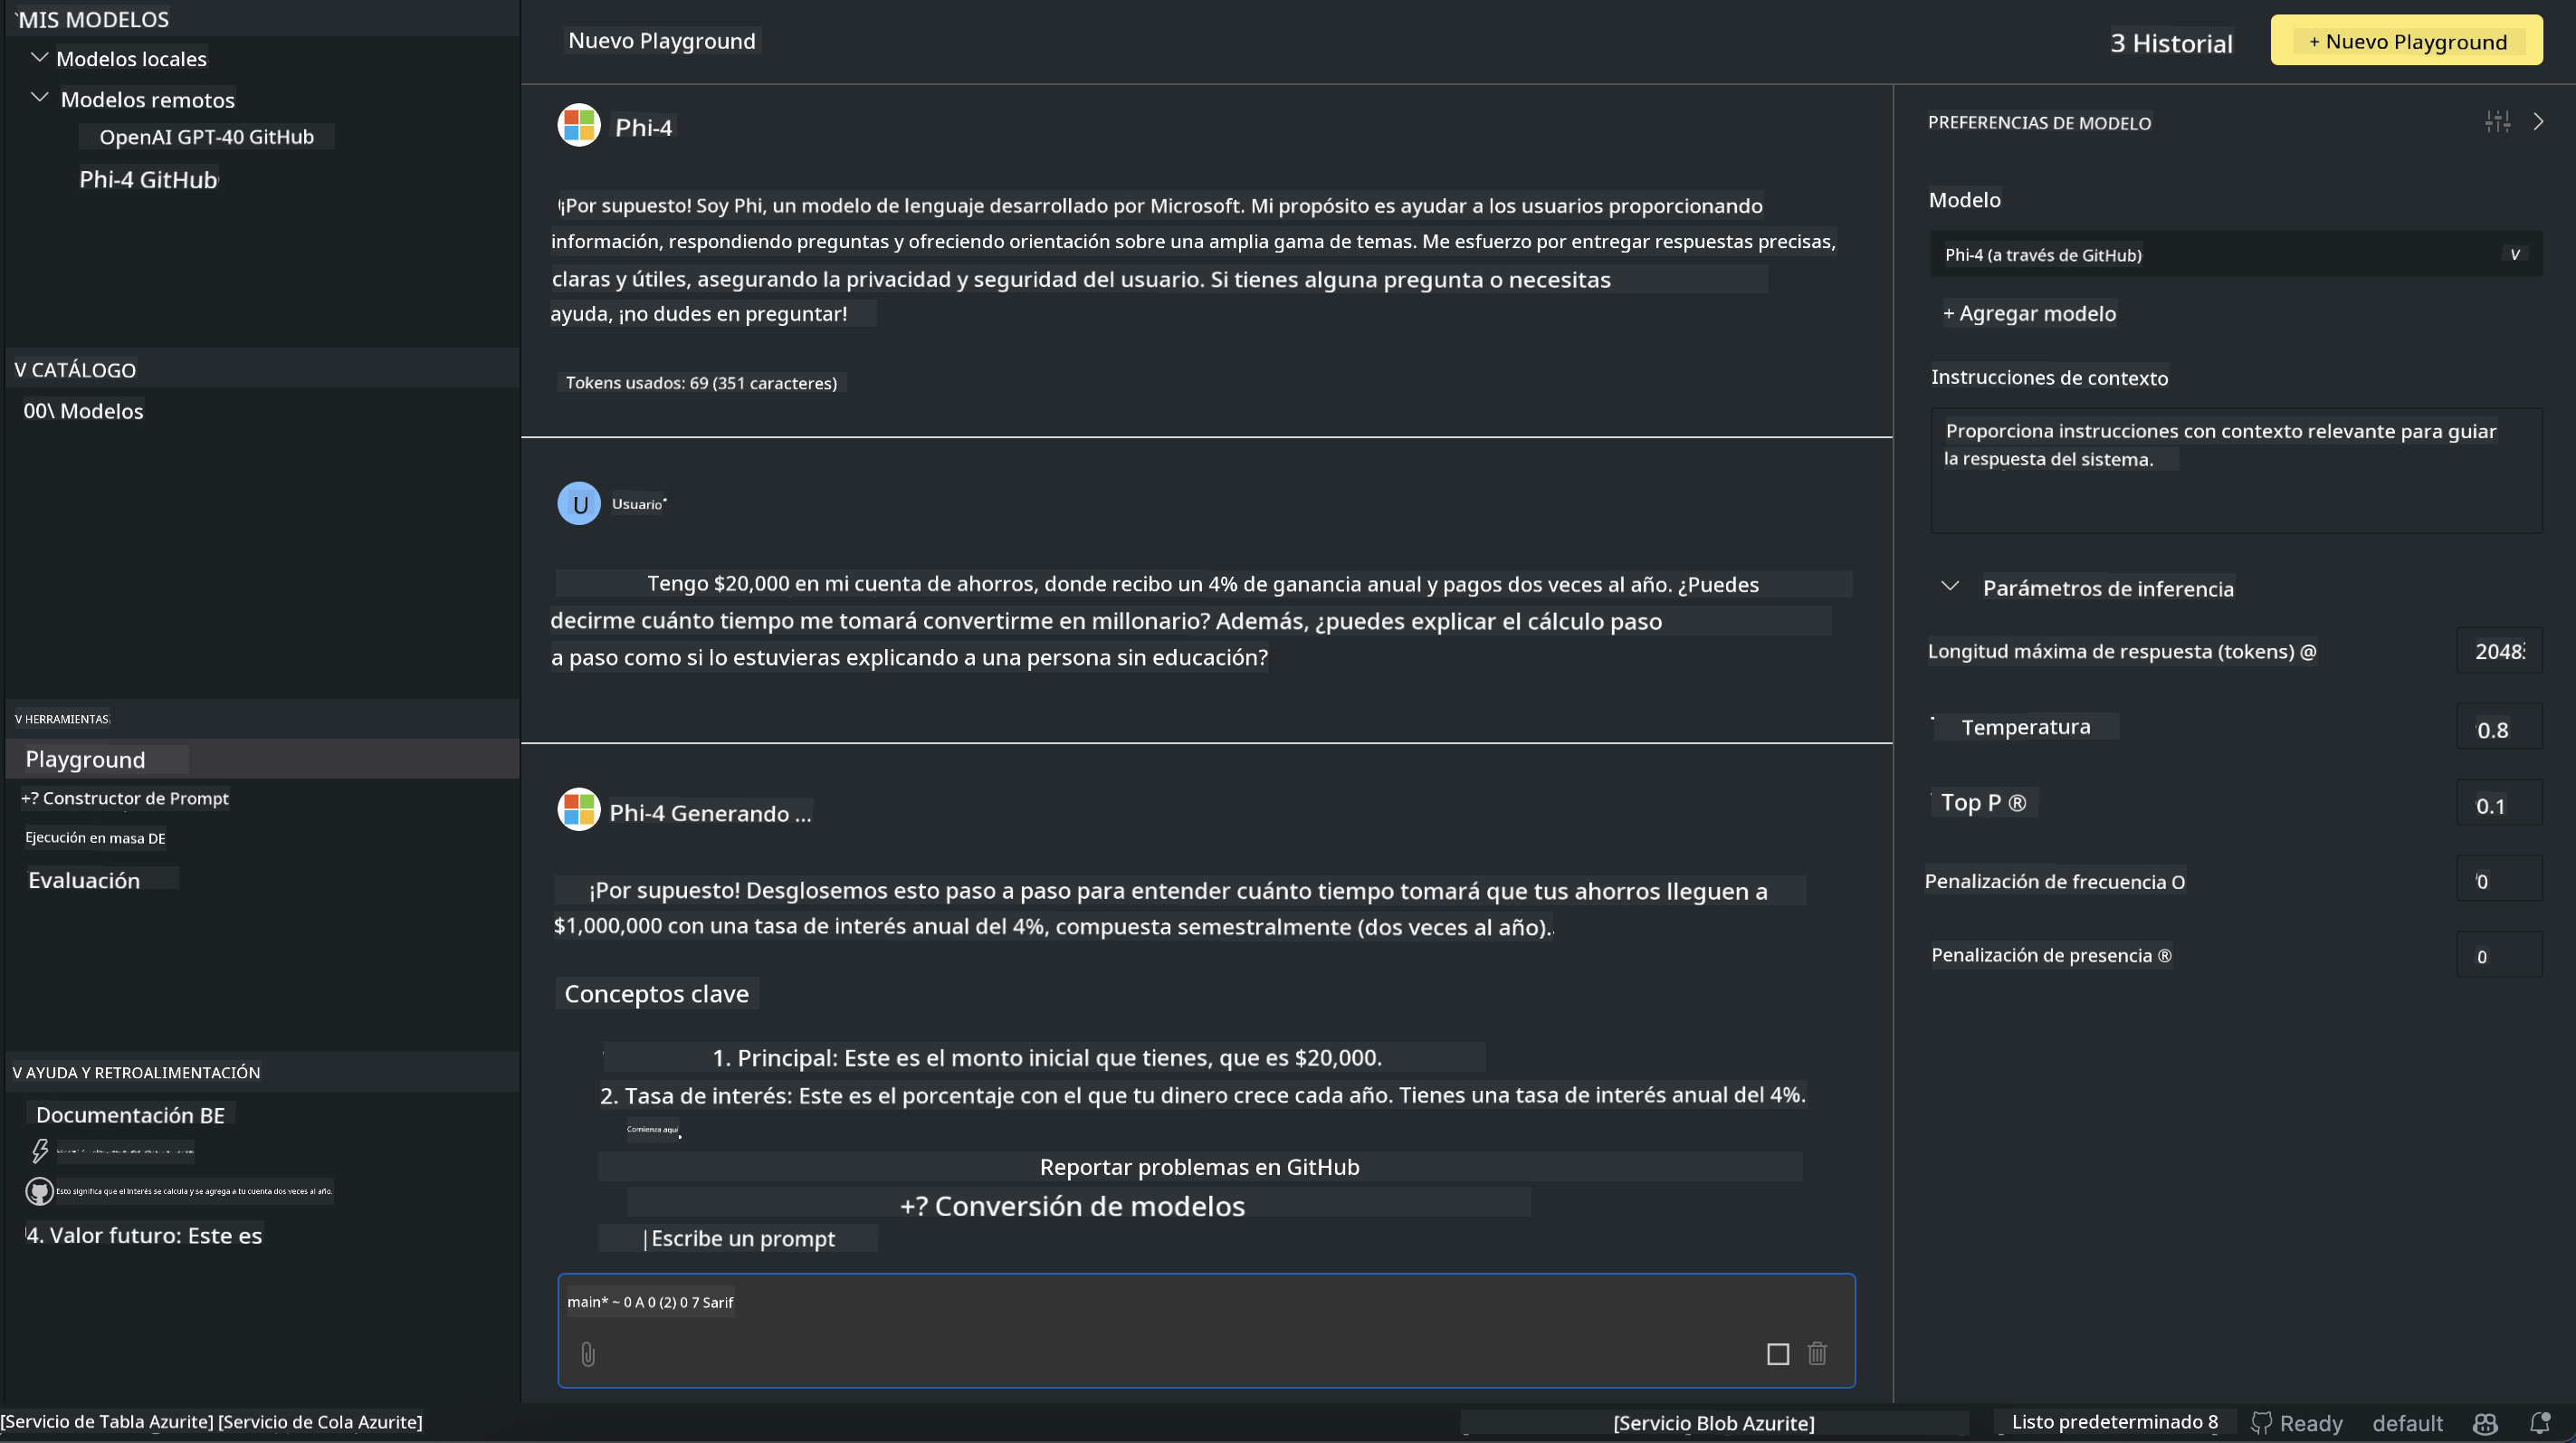 MIS MODELOS
Modelos locales
Modelos remotos
OpenAI GPT-40 GitHub
Phi-4 GitHub
V CATÁLOGO
00\ Modelos
V HERRAMIENTAS
Playground
+? Constructor de Prompt
Ejecución en masa DE
Evaluación
V AYUDA Y RETROALIMENTACIÓN
Documentación BE
Esto significa que el interés se calcula y se agrega a tu cuenta dos veces al año.
4. Valor futuro: Este es
Nuevo Playground
3 Historial
+ Nuevo Playground
Phi-4
¡Por supuesto! Soy Phi, un modelo de lenguaje desarrollado por Microsoft. Mi propósito es ayudar a los usuarios proporcionando
información, respondiendo preguntas y ofreciendo orientación sobre una amplia gama de temas. Me esfuerzo por entregar respuestas precisas,
claras y útiles, asegurando la privacidad y seguridad del usuario. Si tienes alguna pregunta o necesitas
ayuda, ¡no dudes en preguntar!
Tokens usados: 69 (351 caracteres)
U
Usuario
Tengo $20,000 en mi cuenta de ahorros, donde recibo un 4% de ganancia anual y pagos dos veces al año. ¿Puedes
decirme cuánto tiempo me tomará convertirme en millonario? Además, ¿puedes explicar el cálculo paso
a paso como si lo estuvieras explicando a una persona sin educación?
Phi-4 Generando ...
¡Por supuesto! Desglosemos esto paso a paso para entender cuánto tiempo tomará que tus ahorros lleguen a
$1,000,000 con una tasa de interés anual del 4%, compuesta semestralmente (dos veces al año).
Conceptos clave
1. Principal: Este es el monto inicial que tienes, que es $20,000.
2. Tasa de interés: Este es el porcentaje con el que tu dinero crece cada año. Tienes una tasa de interés anual del 4%.
Comienza aquí
Reportar problemas en GitHub
+? Conversión de modelos
|Escribe un prompt
main* ~ 0 A 0 (2) 0 7 Sarif
PREFERENCIAS DE MODELO
Modelo
Phi-4 (a través de GitHub)
V
+ Agregar modelo
Instrucciones de contexto
Proporciona instrucciones con contexto relevante para guiar
la respuesta del sistema.
Parámetros de inferencia
Longitud máxima de respuesta (tokens) @
2048
Temperatura
0.8
Top P ®
0.1
Penalización de frecuencia O
0
Penalización de presencia ®
0
[Servicio de Tabla Azurite] [Servicio de Cola Azurite]
[Servicio Blob Azurite]
Listo predeterminado 8
Ready
default